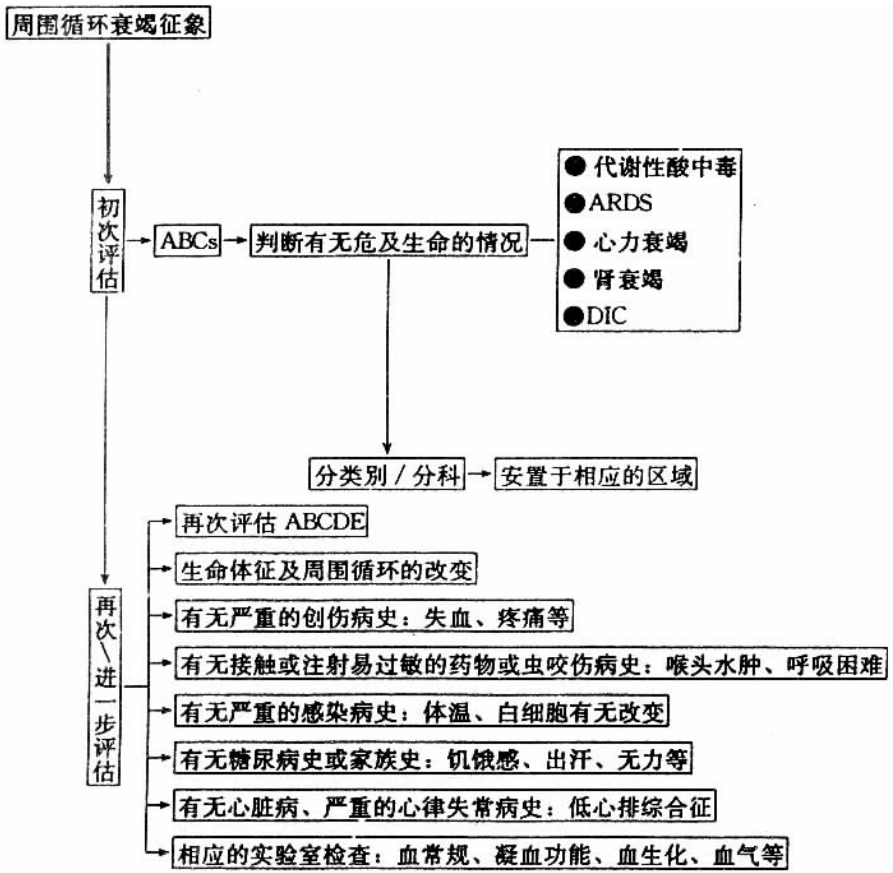 周围循环衰竭征象
初次评估
ABCs
判断有无危及生命的情况
●代谢性酸中毒
●ARDS
●心力衰竭
●肾衰竭
●DIC
分类别/分科
安置于相应的区域
再次/进一步评估
再次评估 ABCDE
生命体征及周围循环的改变
有无严重的创伤病史：失血、疼痛等
有无接触或注射易过敏的药物或虫咬伤病史：喉头水肿、呼吸困难
有无严重的感染病史：体温、白细胞有无改变
有无糖尿病史或家族史：饥饿感、出汗、无力等
有无心脏病、严重的心律失常病史：低心排综合征
相应的实验室检查：血常规、凝血功能、血生化、血气等